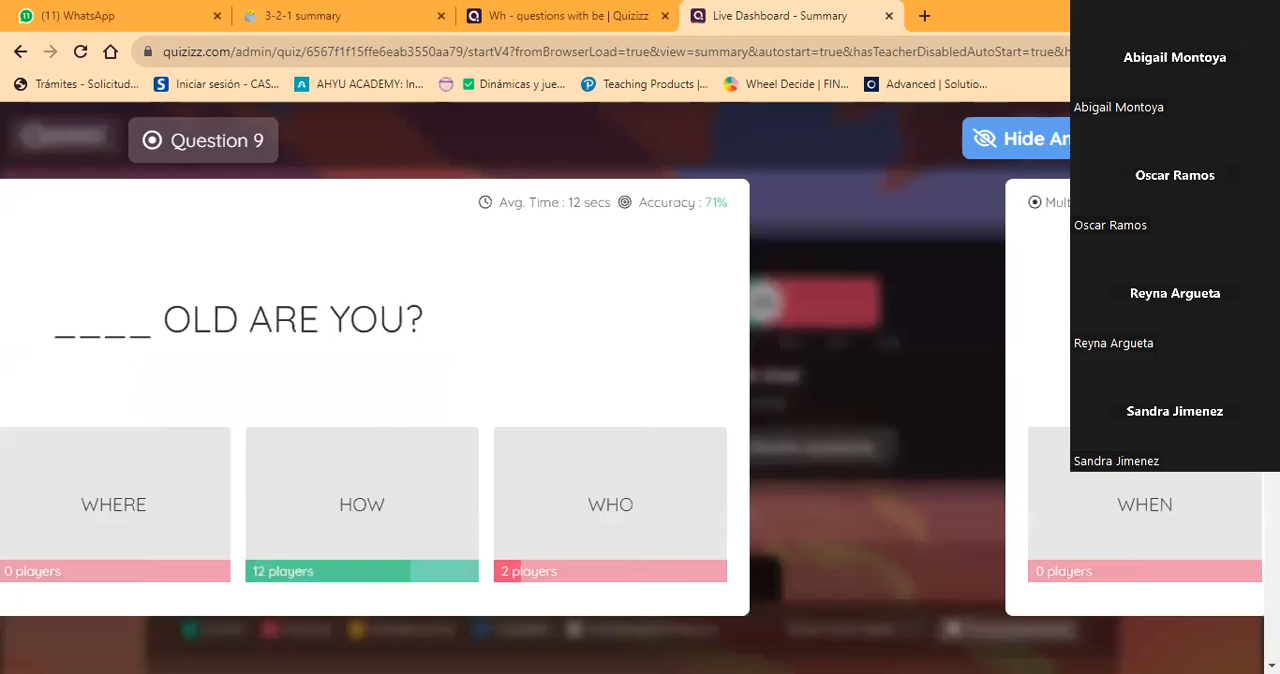 (11) WhatsApp
3-2-1 summary
Wh - questions with be | Quizizz
Live Dashboard - Summary
quizizz.com/admin/quiz/6567f1f15ffe6eab3550aa79/startV4?fromBrowserLoad=true&view=summary&autostart=true&hasTeacherDisabledAutoStart=true&h
Trámites - Solicitud...
Iniciar sesión - CAS...
AHYU ACADEMY: In...
Dinámicas y jue...
Teaching Products |...
Wheel Decide | FIN...
Advanced | Solutio...
Question 9
Hide An
Avg. Time : 12 secs
Accuracy : 71%
Mult
____ OLD ARE YOU?
WHERE
HOW
WHO
WHEN
0 players
12 players
2 players
0 players
Abigail Montoya
Abigail Montoya
Oscar Ramos
Oscar Ramos
Reyna Argueta
Reyna Argueta
Sandra Jimenez
Sandra Jimenez